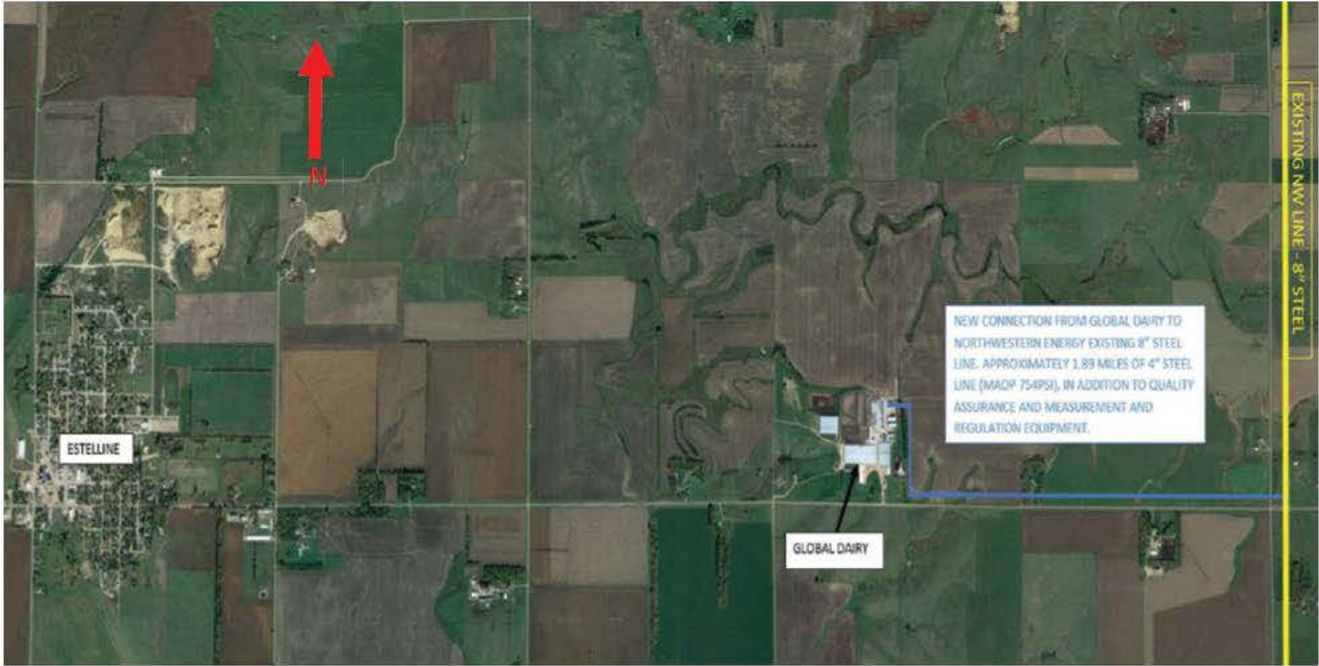 N
EXISTING NW LINE - 8" STEEL
NEW CONNECTION FROM GLOBAL DAIRY TO
NORTHWESTERN ENERGY EXISTING 8" STEEL
LINE. APPROXIMATELY 1.89 MILES OF 4" STEEL
LINE (MAOP 754PSI), IN ADDITION TO QUALITY
ASSURANCE AND MEASUREMENT AND
REGULATION EQUIPMENT.
ESTELLINE
GLOBAL DAIRY